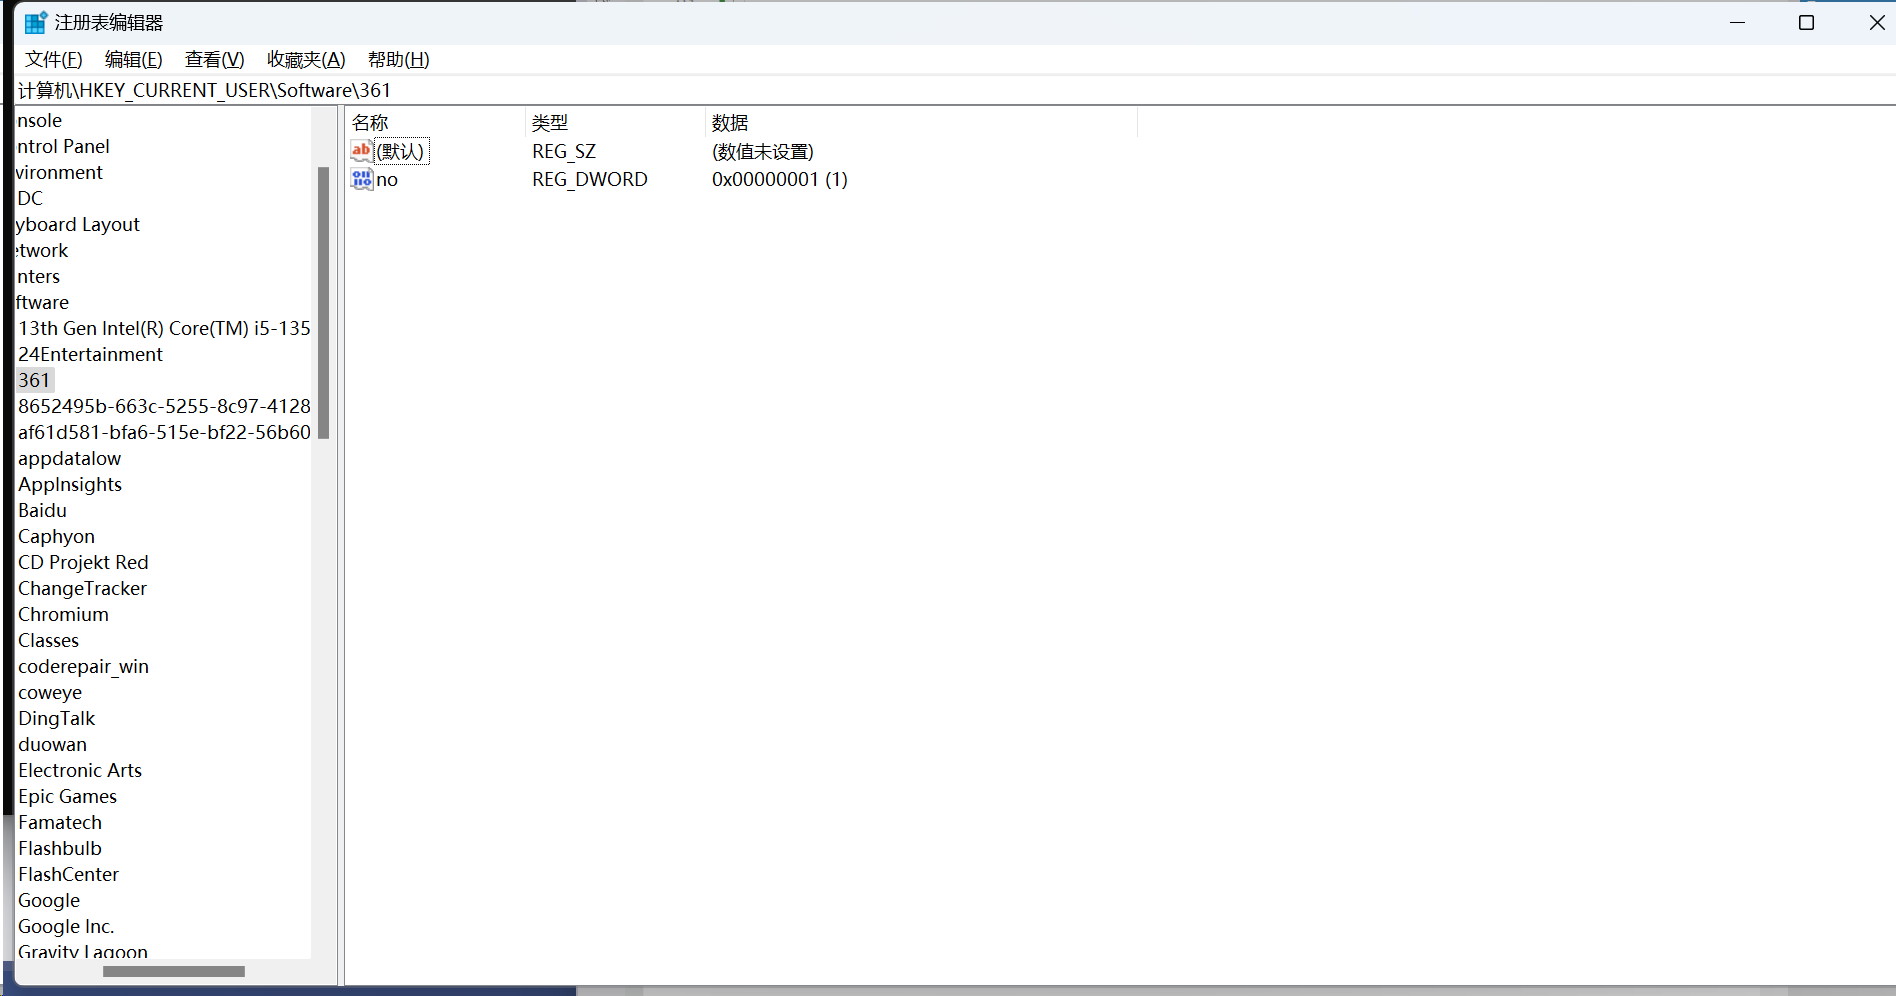 注册表编辑器
文件(F) 编辑(E) 查看(V) 收藏夹(A) 帮助(H)
计算机\HKEY_CURRENT_USER\Software\361
nsole
ntrol Panel
vironment
DC
yboard Layout
etwork
nters
ftware
13th Gen Intel(R) Core(TM) i5-135
24Entertainment
361
8652495b-663c-5255-8c97-4128
af61d581-bfa6-515e-bf22-56b60
appdatalow
AppInsights
Baidu
Caphyon
CD Projekt Red
ChangeTracker
Chromium
Classes
coderepair_win
coweye
DingTalk
duowan
Electronic Arts
Epic Games
Famatech
Flashbulb
FlashCenter
Google
Google Inc.
Gravity Lagoon
名称 类型 数据
ab (默认) REG_SZ (数值未设置)
no REG_DWORD 0x00000001 (1)